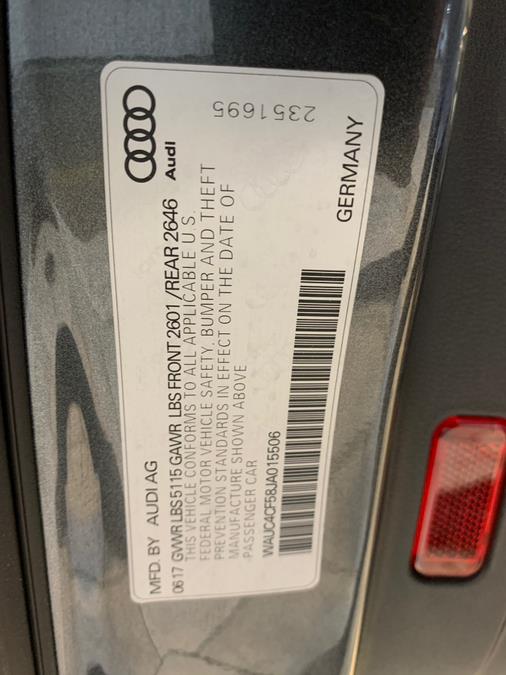 MFD. BY AUDI AG
Audi
0617 GVWR LBS 5115 GAWR LBS FRONT 2601 / REAR 2646
THIS VEHICLE CONFORMS TO ALL APPLICABLE U.S.
FEDERAL MOTOR VEHICLE SAFETY, BUMPER AND THEFT
PREVENTION STANDARDS IN EFFECT ON THE DATE OF
MANUFACTURE SHOWN ABOVE
PASSENGER CAR
WAUC4CF58JA015506
GERMANY
2351695